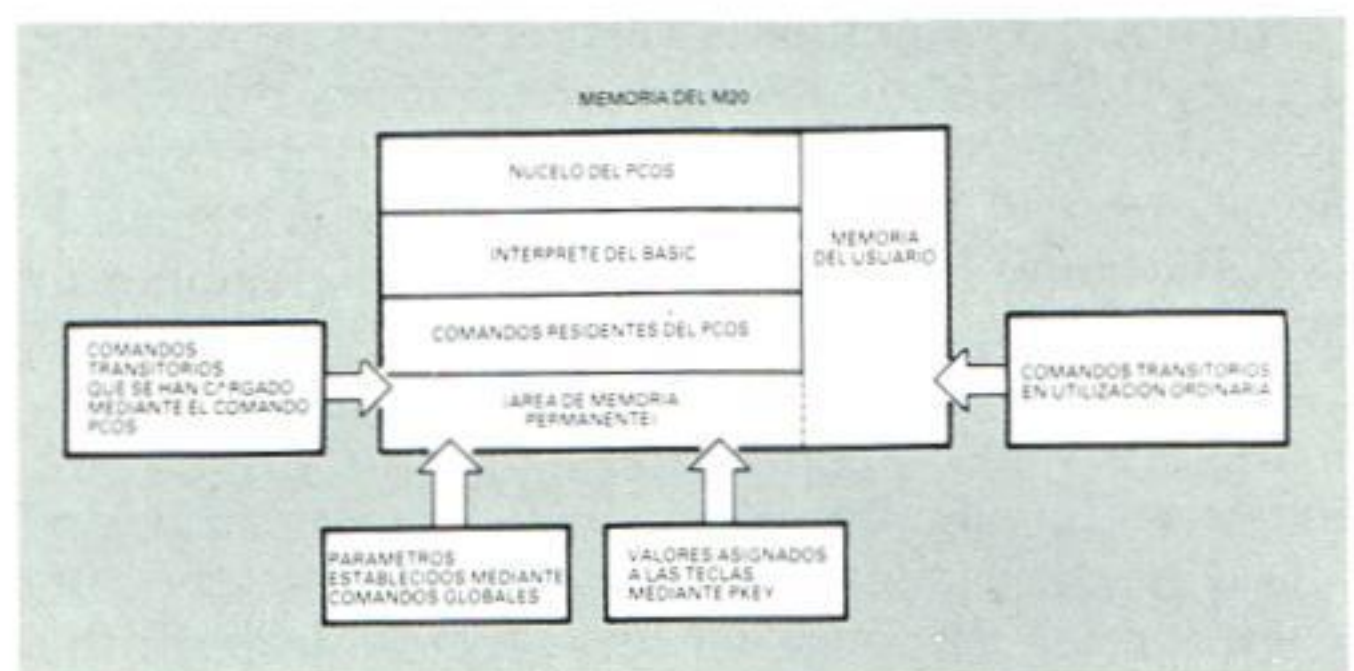 MEMORIA DEL M20
NUCELO DEL PCOS
INTERPRETE DEL BASIC
COMANDOS RESIDENTES DEL PCOS
(AREA DE MEMORIA
PERMANENTE)
MEMORIA
DEL USUARIO
COMANDOS
TRANSITORIOS
QUE SE HAN CARGADO
MEDIANTE EL COMANDO
PCOS
COMANDOS TRANSITORIOS
EN UTILIZACION ORDINARIA
PARAMETROS
ESTABLECIDOS MEDIANTE
COMANDOS GLOBALES
VALORES ASIGNADOS
A LAS TECLAS
MEDIANTE PKEY